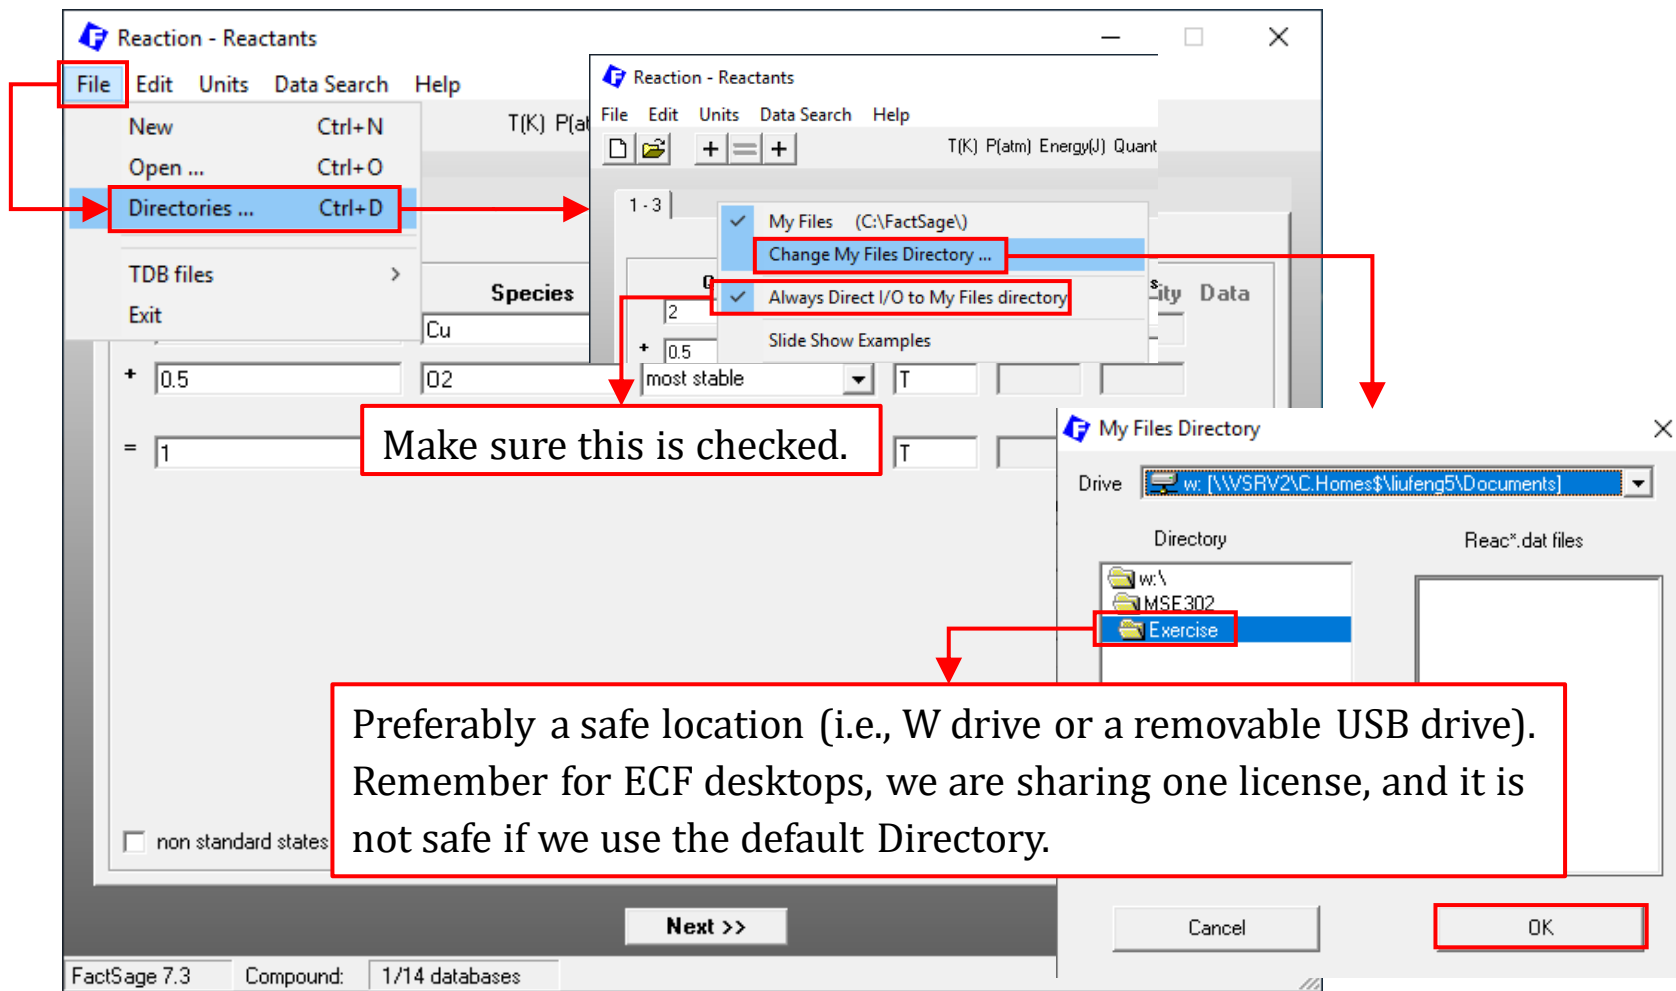 Reaction - Reactants
File Edit Units Data Search Help
New Ctrl+N
Open ... Ctrl+O
Directories ... Ctrl+D
TDB files >
Exit
T(K) P(at
Species
Cu
+ 0.5 O2 most stable T
= 1 T
Reaction - Reactants
File Edit Units Data Search Help
T(K) P(atm) Energy(J) Quant
1 - 3
My Files (C:\FactSage\)
Change My Files Directory ...
Always Direct I/O to My Files directory
Slide Show Examples
2
+ 0.5
Data
Make sure this is checked.
My Files Directory
Drive w: [\\VSRV2\C.Homes$\liufeng5\Documents]
Directory Reac*.dat files
w:\
MSE302
Exercise
Preferably a safe location (i.e., W drive or a removable USB drive).
Remember for ECF desktops, we are sharing one license, and it is
not safe if we use the default Directory.
non standard states
Next >>
Cancel OK
FactSage 7.3 Compound: 1/14 databases